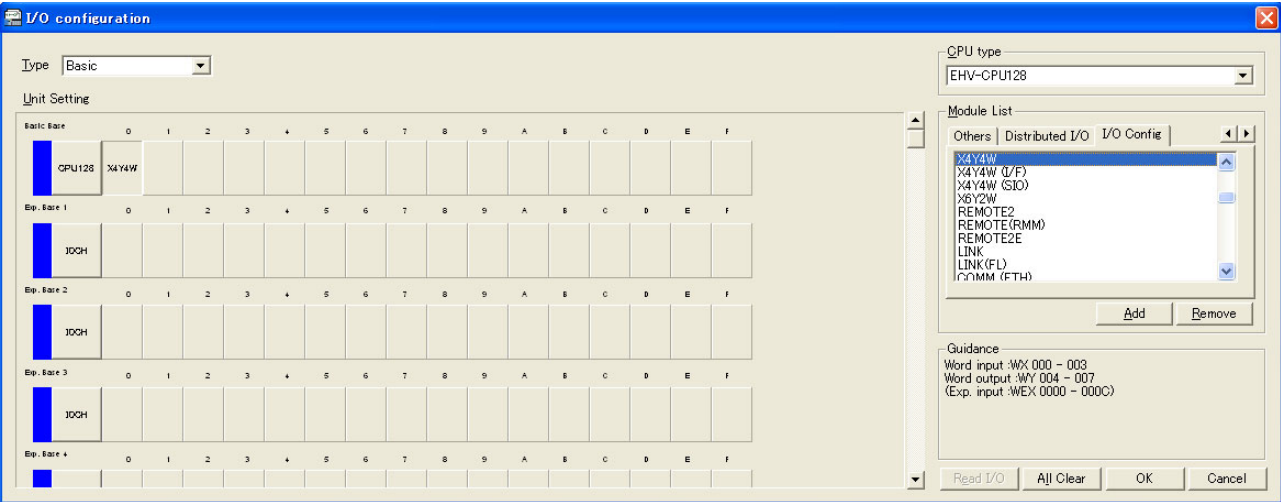 I/O configuration
Type Basic
Unit Setting
Basic Base 0 1 2 3 4 5 6 7 8 9 A B C D E F
CPU128 X4Y4W
Exp. Base 1 0 1 2 3 4 5 6 7 8 9 A B C D E F
IOCH
Exp. Base 2 0 1 2 3 4 5 6 7 8 9 A B C D E F
IOCH
Exp. Base 3 0 1 2 3 4 5 6 7 8 9 A B C D E F
IOCH
Exp. Base 4 0 1 2 3 4 5 6 7 8 9 A B C D E F
CPU type
EHV-CPU128
Module List
Others Distributed I/O I/O Config
X4Y4W
X4Y4W (I/F)
X4Y4W (SIO)
X6Y2W
REMOTE2
REMOTE(RMM)
REMOTE2E
LINK
LINK(FL)
COMM (ETH)
Add Remove
Guidance
Word input :WX 000 - 003
Word output :WY 004 - 007
(Exp. input :WEX 0000 - 000C)
Read I/O All Clear OK Cancel